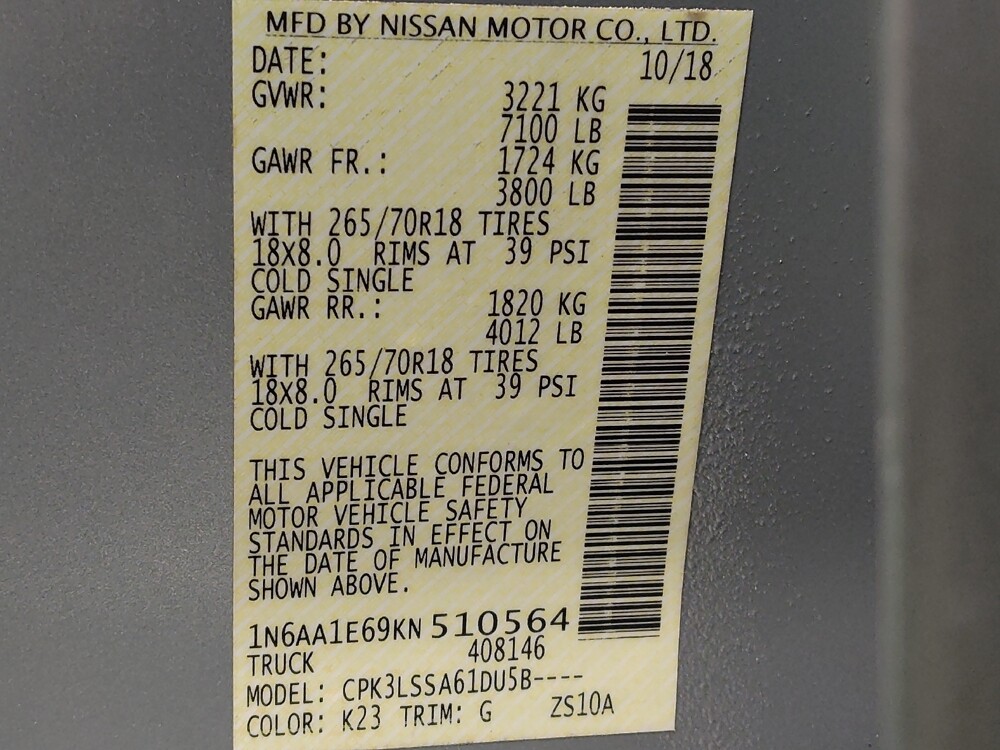 MFD BY NISSAN MOTOR CO., LTD.
DATE: 10/18
GVWR: 3221 KG
7100 LB
GAWR FR.: 1724 KG
3800 LB
WITH 265/70R18 TIRES
18X8.0 RIMS AT 39 PSI
COLD SINGLE
GAWR RR.: 1820 KG
4012 LB
WITH 265/70R18 TIRES
18X8.0 RIMS AT 39 PSI
COLD SINGLE
THIS VEHICLE CONFORMS TO
ALL APPLICABLE FEDERAL
MOTOR VEHICLE SAFETY
STANDARDS IN EFFECT ON
THE DATE OF MANUFACTURE
SHOWN ABOVE.
1N6AA1E69KN510564
TRUCK 408146
MODEL: CPK3LSSA61DU5B----
COLOR: K23 TRIM: G ZS10A